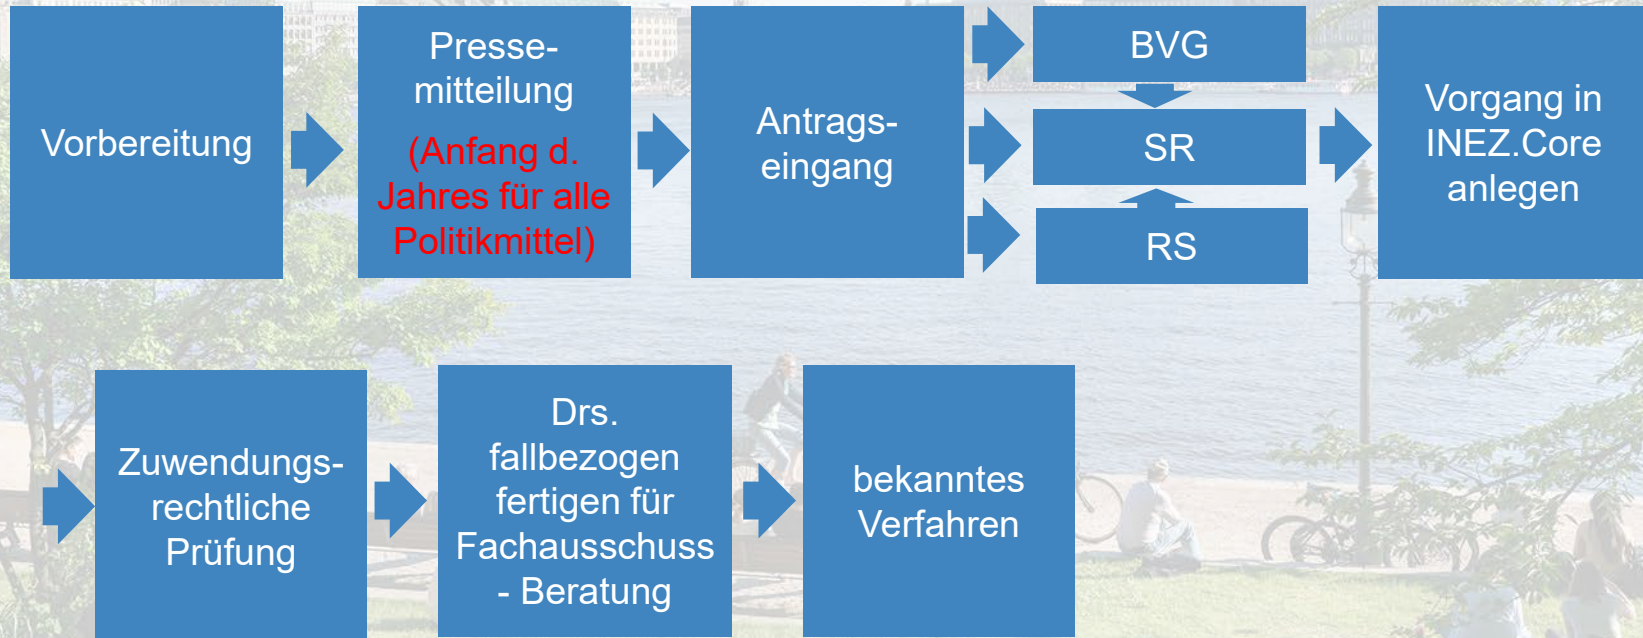 Vorbereitung
Presse-
mitteilung
(Anfang d.
Jahres für alle
Politikmittel)
Antrags-
eingang
BVG
SR
RS
Vorgang in
INEZ.Core
anlegen
Zuwendungs-
rechtliche
Prüfung
Drs.
fallbezogen
fertigen für
Fachausschuss
- Beratung
bekanntes
Verfahren